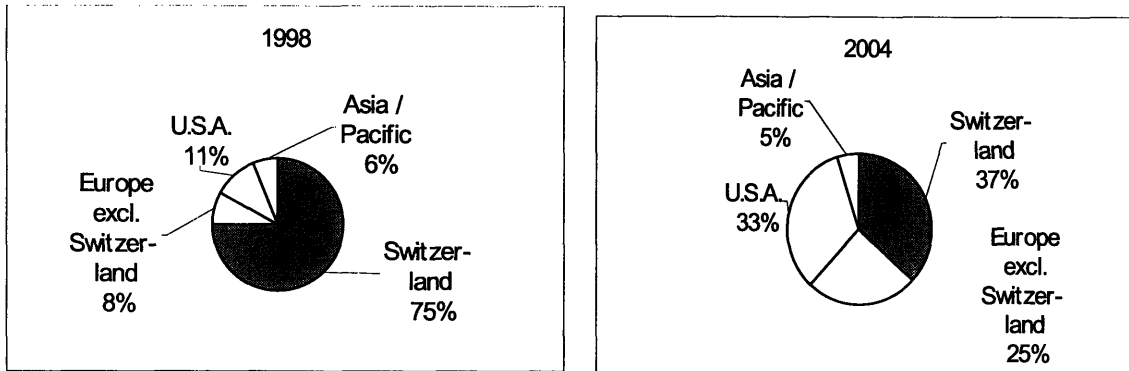 1998
U.S.A.
11%
Asia /
Pacific
6%
Europe
excl.
Switzer-
land
8%
Switzer-
land
75%
2004
Asia /
Pacific
5%
Switzer-
land
37%
U.S.A.
33%
Europe
excl.
Switzer-
land
25%